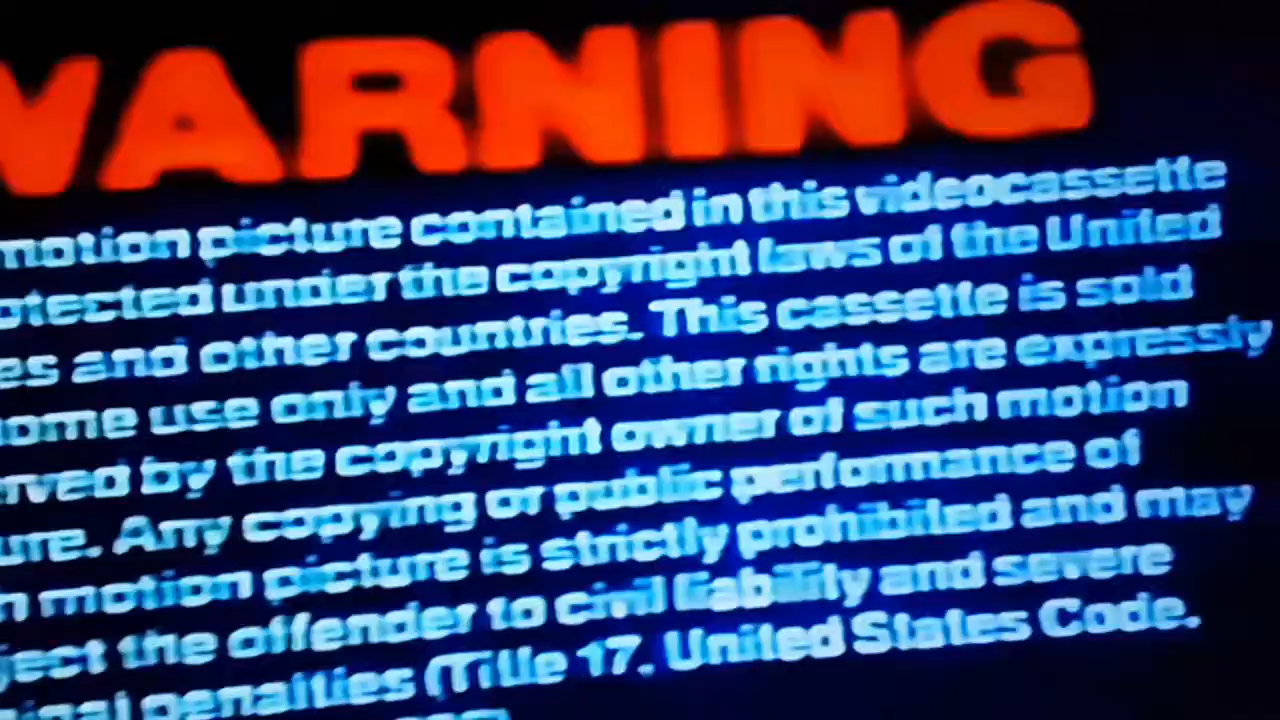 WARNING
motion picture contained in this videocassette
otected under the copyright laws of the United
es and other countries. This cassette is sold
ome use only and all other rights are expressly
rved by the copyright owner of such motion
ure. Any copying or public performance of
h motion picture is strictly prohibited and may
ject the offender to civil liability and severe
inal penalties (Title 17, United States Code,